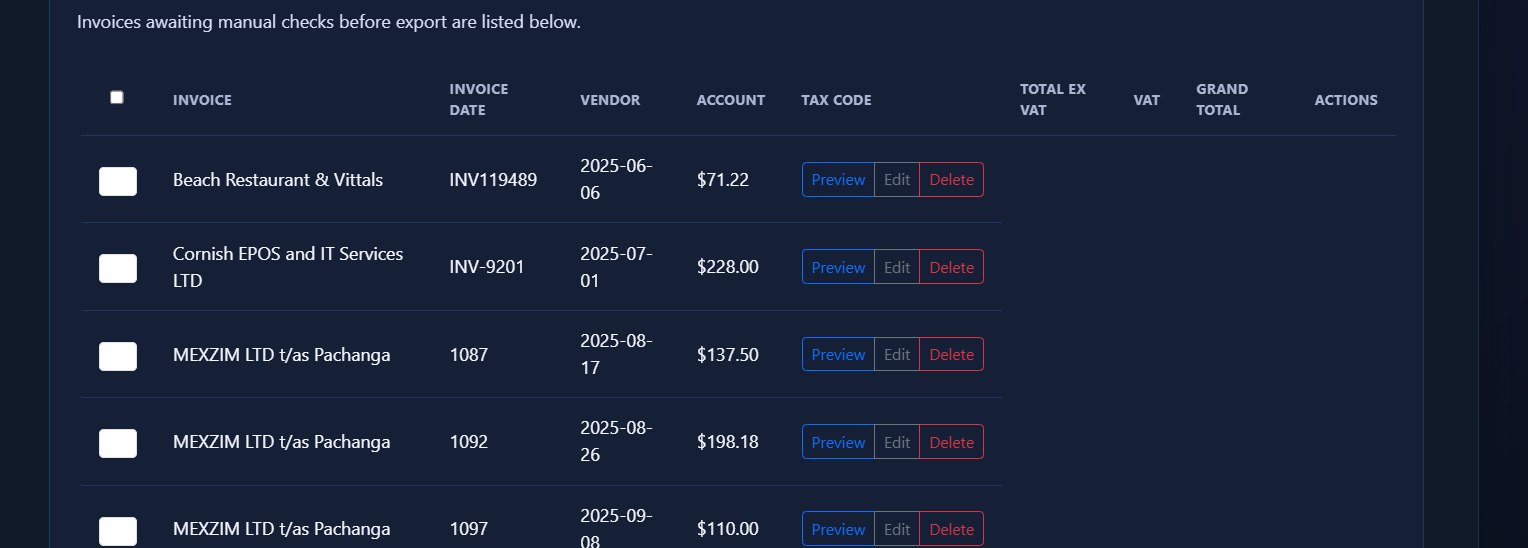 Invoices awaiting manual checks before export are listed below.
INVOICE INVOICE DATE VENDOR ACCOUNT TAX CODE TOTAL EX VAT VAT GRAND TOTAL ACTIONS
Beach Restaurant & Vittals INV119489 2025-06-06 $71.22 Preview Edit Delete
Cornish EPOS and IT Services LTD INV-9201 2025-07-01 $228.00 Preview Edit Delete
MEXZIM LTD t/as Pachanga 1087 2025-08-17 $137.50 Preview Edit Delete
MEXZIM LTD t/as Pachanga 1092 2025-08-26 $198.18 Preview Edit Delete
MEXZIM LTD t/as Pachanga 1097 2025-09-08 $110.00 Preview Edit Delete